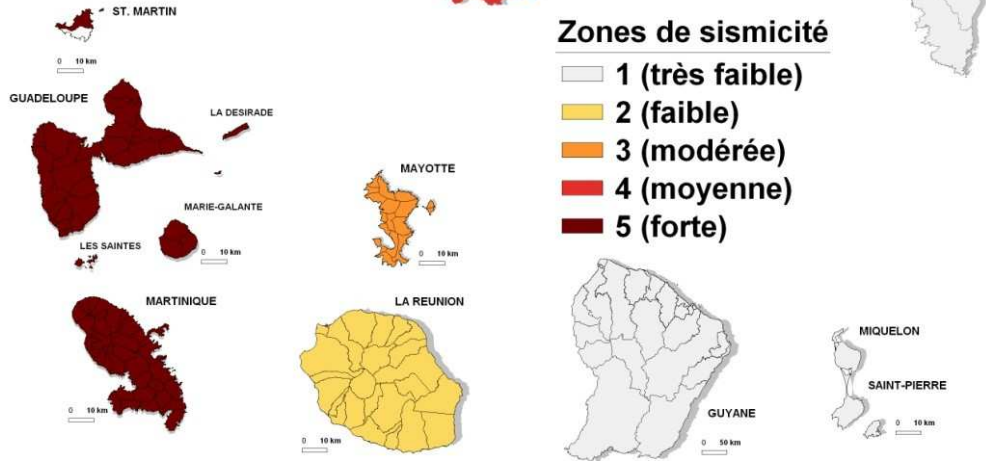 ST. MARTIN
0 10 km
GUADELOUPE
LA DESIRADE
MARIE-GALANTE
0 10 km
LES SAINTES
MAYOTTE
0 10 km
Zones de sismicité
1 (très faible)
2 (faible)
3 (modérée)
4 (moyenne)
5 (forte)
MARTINIQUE
0 10 km
LA REUNION
0 10 km
GUYANE
0 50 km
MIQUELON
SAINT-PIERRE
0 10 km